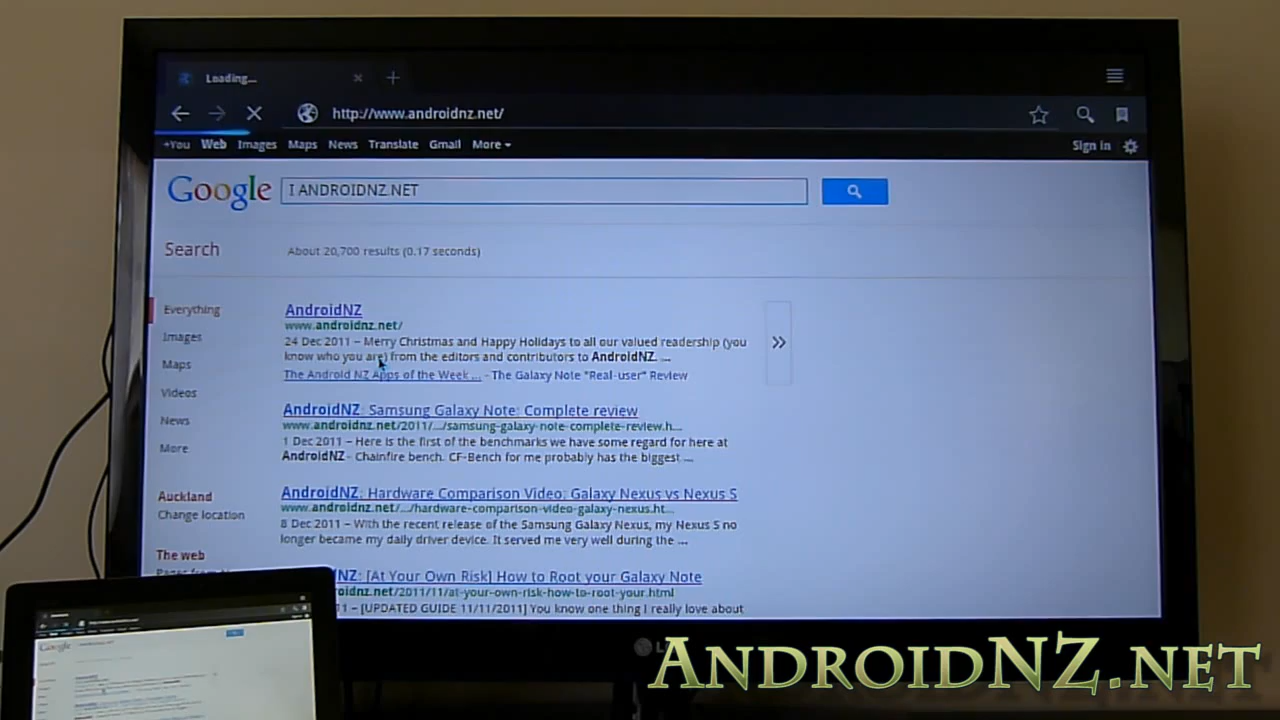 Loading...
http://www.androidnz.net/
+You Web Images Maps News Translate Gmail More
Sign in
Google I ANDROIDNZ.NET
Search About 20,700 results (0.17 seconds)
Everything
Images
Maps
Videos
News
More
Auckland
Change location
The web
Pages from
AndroidNZ
www.androidnz.net/
24 Dec 2011 – Merry Christmas and Happy Holidays to all our valued readership (you
know who you are) from the editors and contributors to AndroidNZ. ...
The Android NZ Apps of the Week ... - The Galaxy Note "Real-user" Review
AndroidNZ: Samsung Galaxy Note: Complete review
www.androidnz.net/2011/.../samsung-galaxy-note-complete-review.h...
1 Dec 2011 – Here is the first of the benchmarks we have some regard for here at
AndroidNZ - Chainfire bench. CF-Bench for me probably has the biggest ...
AndroidNZ: Hardware Comparison Video: Galaxy Nexus vs Nexus S
www.androidnz.net/.../hardware-comparison-video-galaxy-nexus.ht...
8 Dec 2011 – With the recent release of the Samsung Galaxy Nexus, my Nexus S no
longer became my daily driver device. It served me very well during the ...
NZ: [At Your Own Risk] How to Root your Galaxy Note
droidnz.net/2011/11/at-your-own-risk-how-to-root-your.html
11 – [UPDATED GUIDE 11/11/2011] You know one thing I really love about
Google
ANDROIDNZ.NET